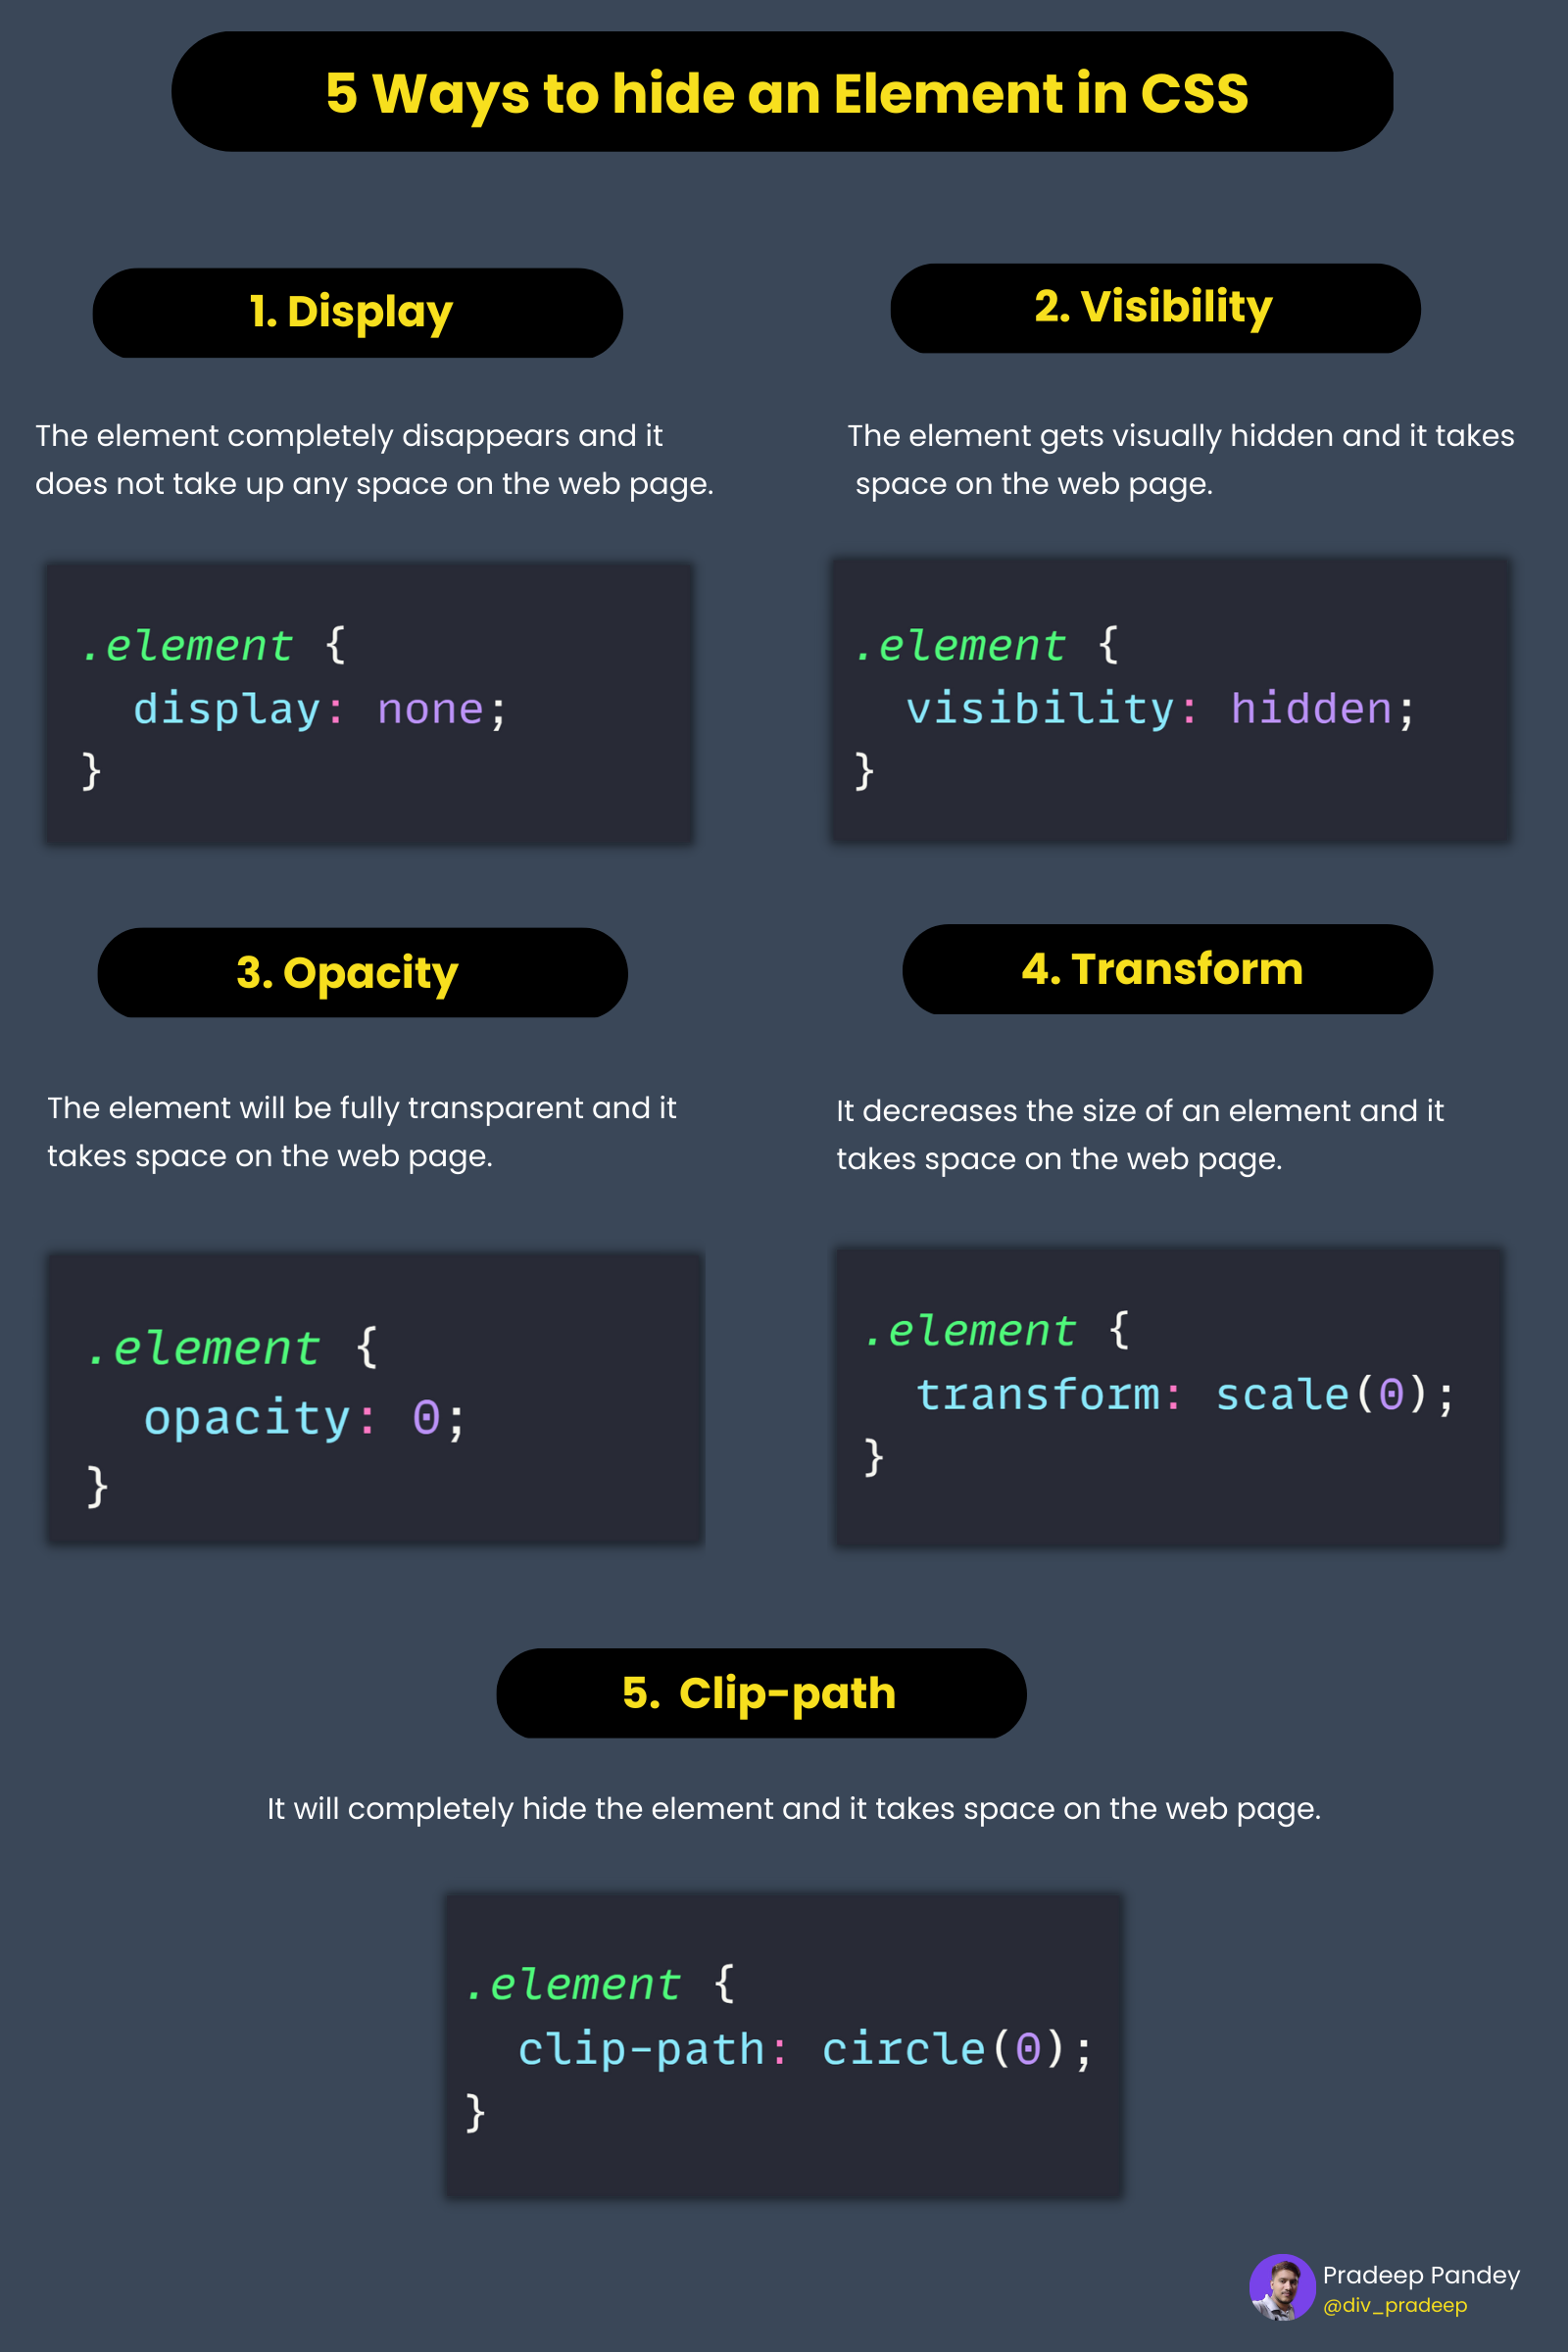 5 Ways to hide an Element in CSS
1. Display
The element completely disappears and it
does not take up any space on the web page.
.element {
  display: none;
}
2. Visibility
The element gets visually hidden and it takes
space on the web page.
.element {
  visibility: hidden;
}
3. Opacity
The element will be fully transparent and it
takes space on the web page.
.element {
  opacity: 0;
}
4. Transform
It decreases the size of an element and it
takes space on the web page.
.element {
  transform: scale(0);
}
5. Clip-path
It will completely hide the element and it takes space on the web page.
.element {
  clip-path: circle(0);
}
Pradeep Pandey
@div_pradeep